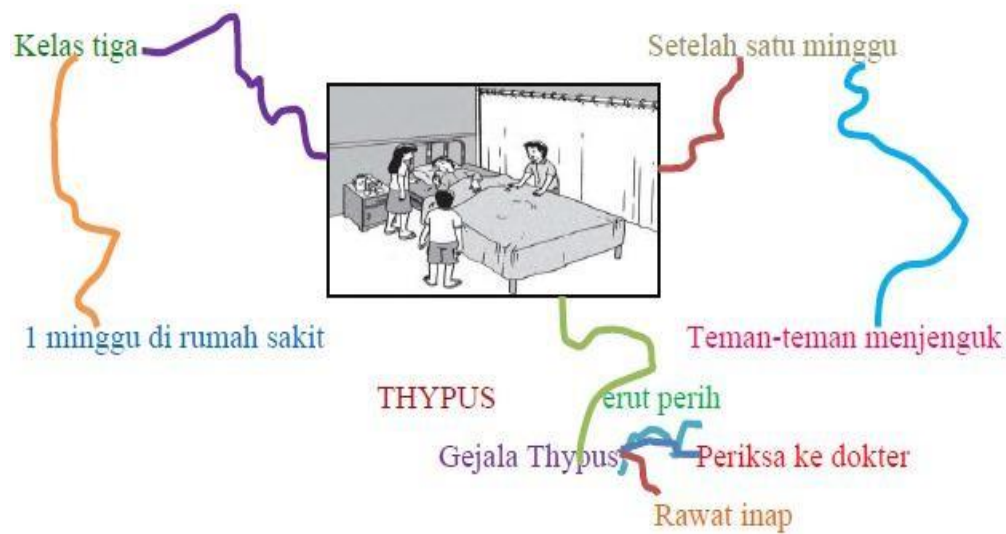 Kelas tiga
Setelah satu minggu
1 minggu di rumah sakit
Teman-teman menjenguk
THYPUS
erut perih
Gejala Thypus
Periksa ke dokter
Rawat inap